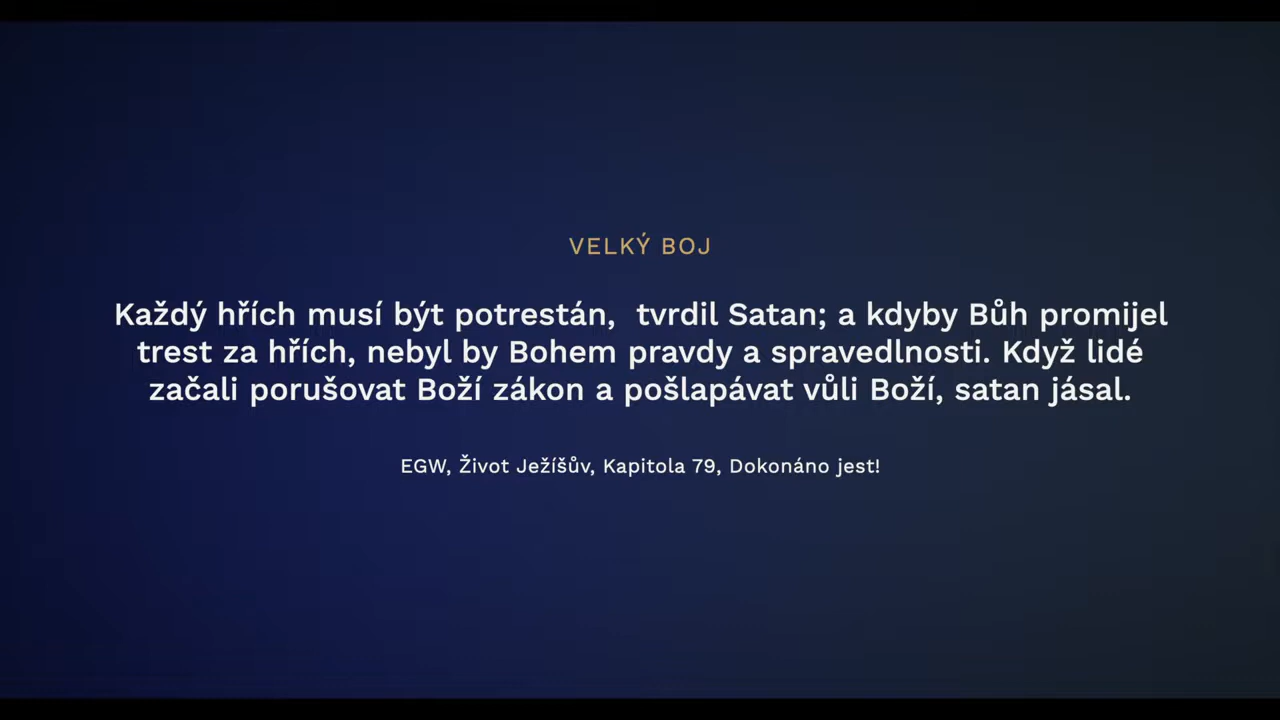 VELKÝ BOJ
Každý hřích musí být potrestán,  tvrdil Satan; a kdyby Bůh promijel
trest za hřích, nebyl by Bohem pravdy a spravedlnosti. Když lidé
začali porušovat Boží zákon a pošlapávat vůli Boží, satan jásal.
EGW, Život Ježíšův, Kapitola 79, Dokonáno jest!